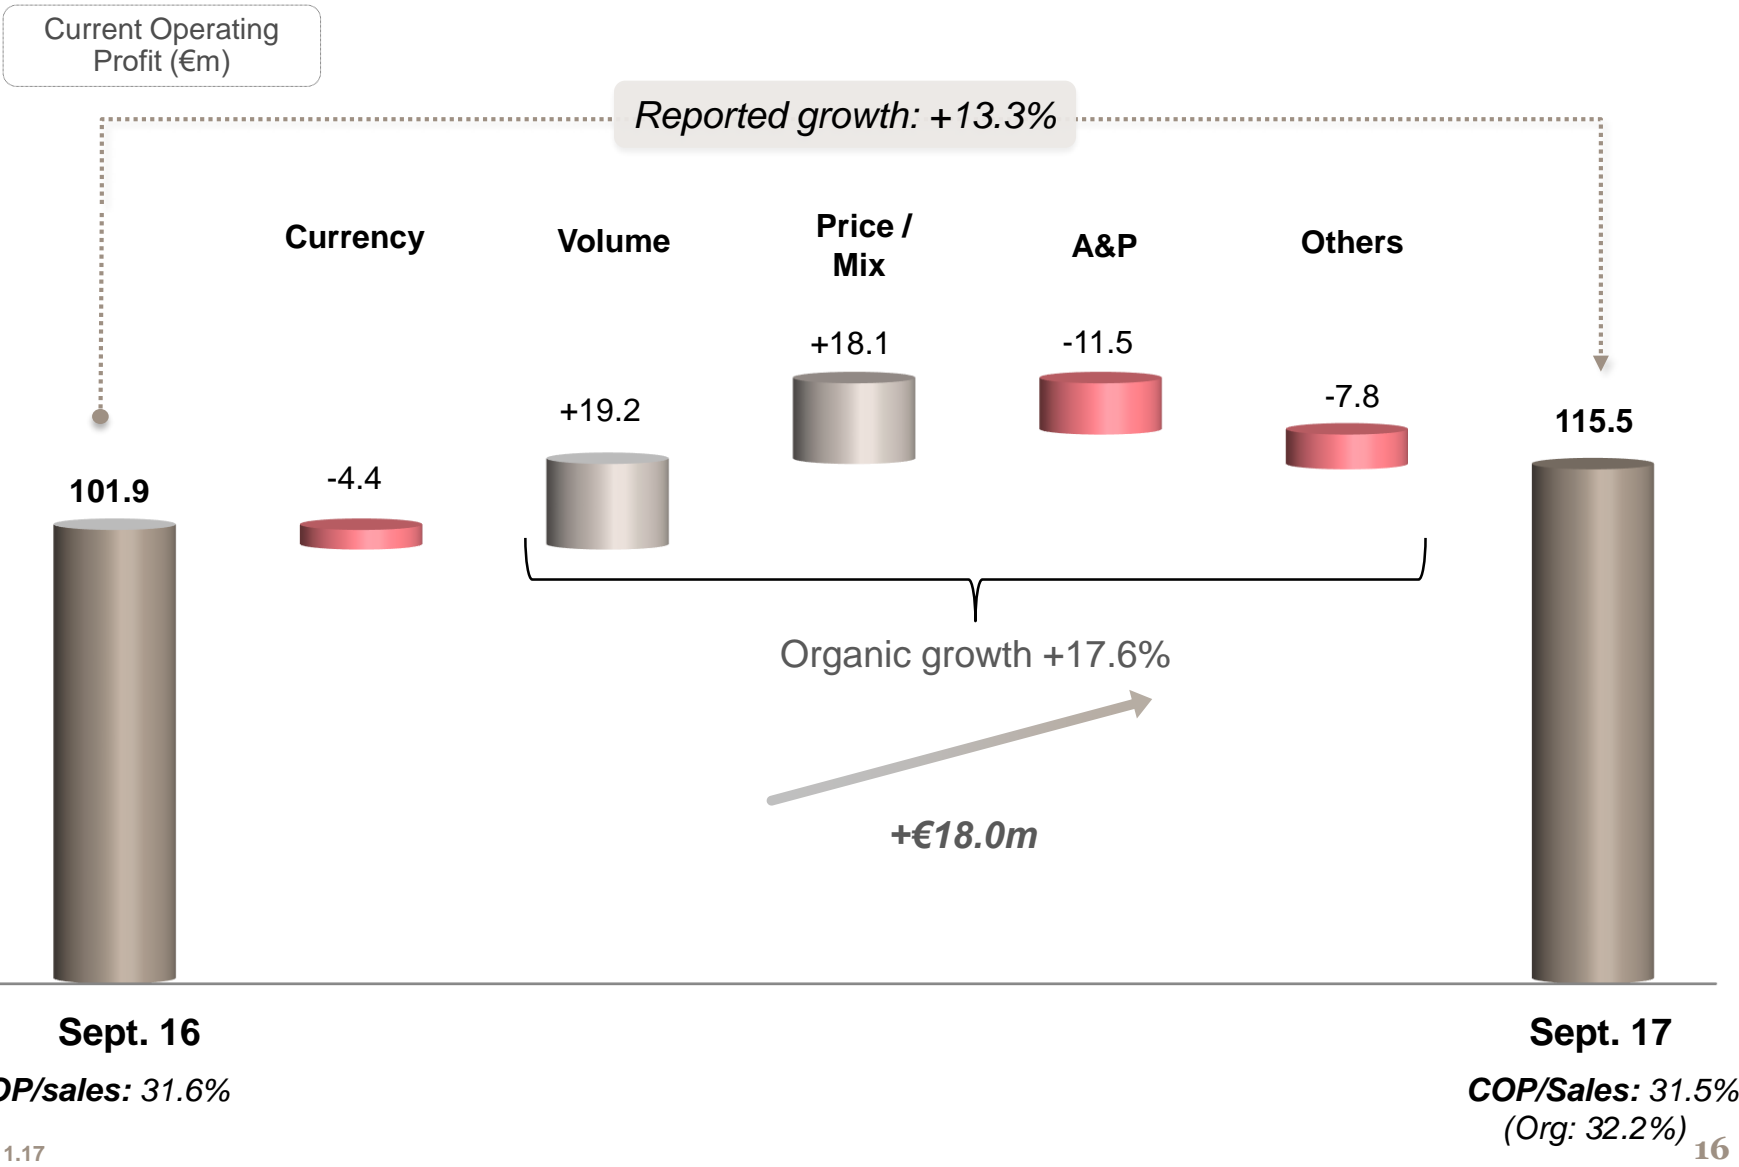 Current Operating
Profit (€m)
Reported growth: +13.3%
Currency
Volume
Price /
Mix
A&P
Others
-4.4
+19.2
+18.1
-11.5
-7.8
101.9
115.5
Organic growth +17.6%
+€18.0m
Sept. 16
Sept. 17
OP/sales: 31.6%
COP/Sales: 31.5%
(Org: 32.2%)
1.17
16